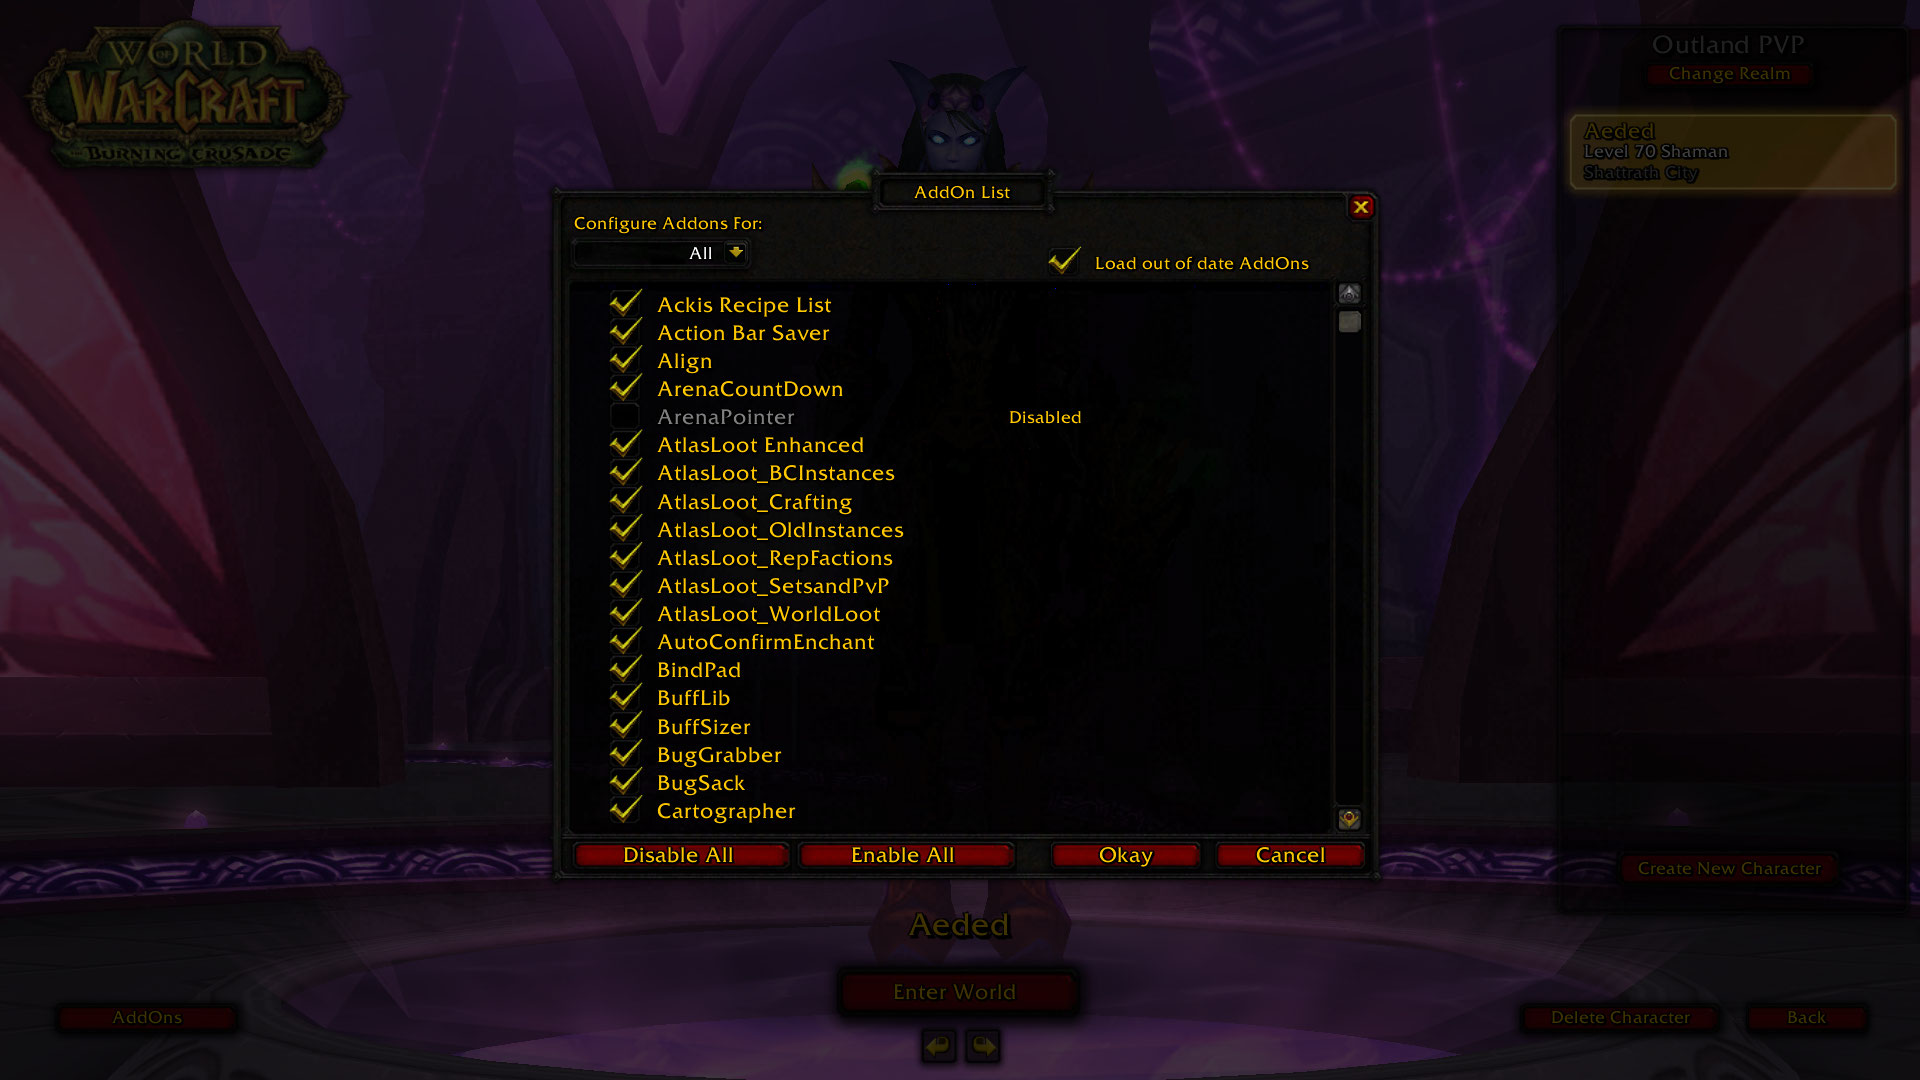 WORLD
OF
WARCRAFT
THE BURNING CRUSADE
Outland PVP
Change Realm
Aeded
Level 70 Shaman
Shattrath City
AddOn List
Configure Addons For:
All
Load out of date AddOns
Ackis Recipe List
Action Bar Saver
Align
ArenaCountDown
ArenaPointer Disabled
AtlasLoot Enhanced
AtlasLoot_BCInstances
AtlasLoot_Crafting
AtlasLoot_OldInstances
AtlasLoot_RepFactions
AtlasLoot_SetsandPvP
AtlasLoot_WorldLoot
AutoConfirmEnchant
BindPad
BuffLib
BuffSizer
BugGrabber
BugSack
Cartographer
Disable All Enable All Okay Cancel
Create New Character
Aeded
Enter World
AddOns
Delete Character Back